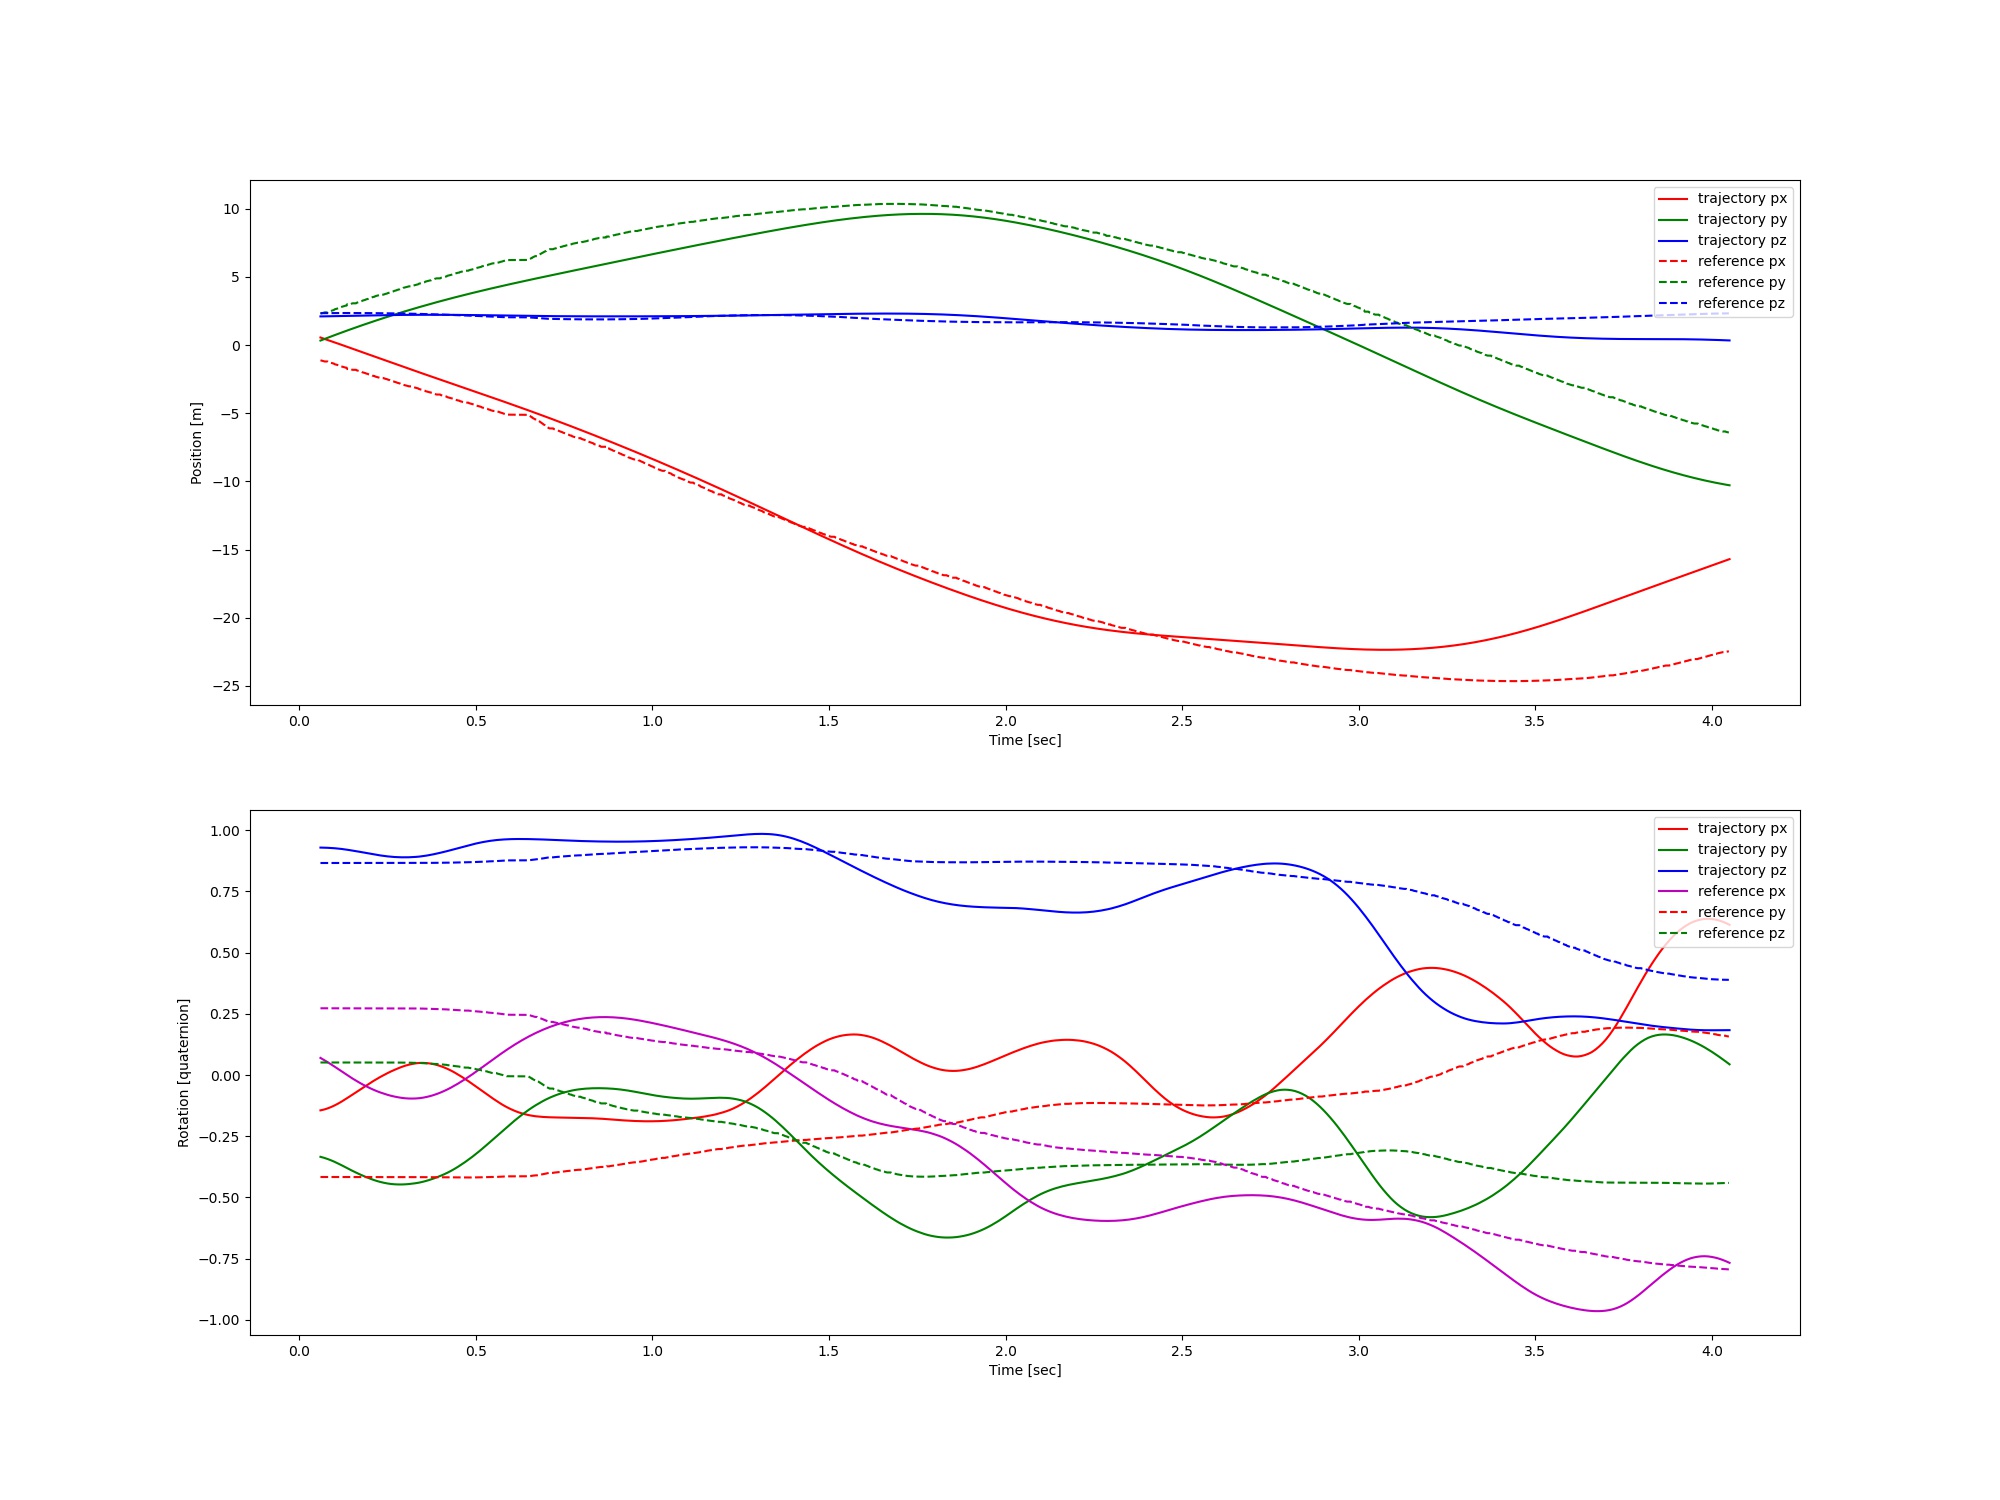 10
5
0
−5
−10
−15
−20
−25
Position [m]
0.0 0.5 1.0 1.5 2.0 2.5 3.0 3.5 4.0
Time [sec]
trajectory px
trajectory py
trajectory pz
reference px
reference py
reference pz
1.00
0.75
0.50
0.25
0.00
−0.25
−0.50
−0.75
−1.00
Rotation [quaternion]
0.0 0.5 1.0 1.5 2.0 2.5 3.0 3.5 4.0
Time [sec]
trajectory px
trajectory py
trajectory pz
reference px
reference py
reference pz